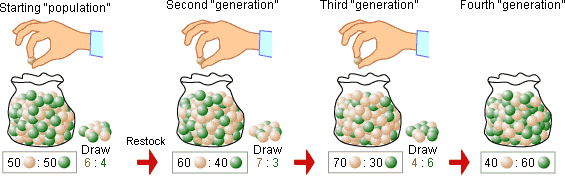 Starting "population"
Second "generation"
Third "generation"
Fourth "generation"
Draw
Restock
Draw
Draw
50 : 50
6 : 4
60 : 40
7 : 3
70 : 30
4 : 6
40 : 60